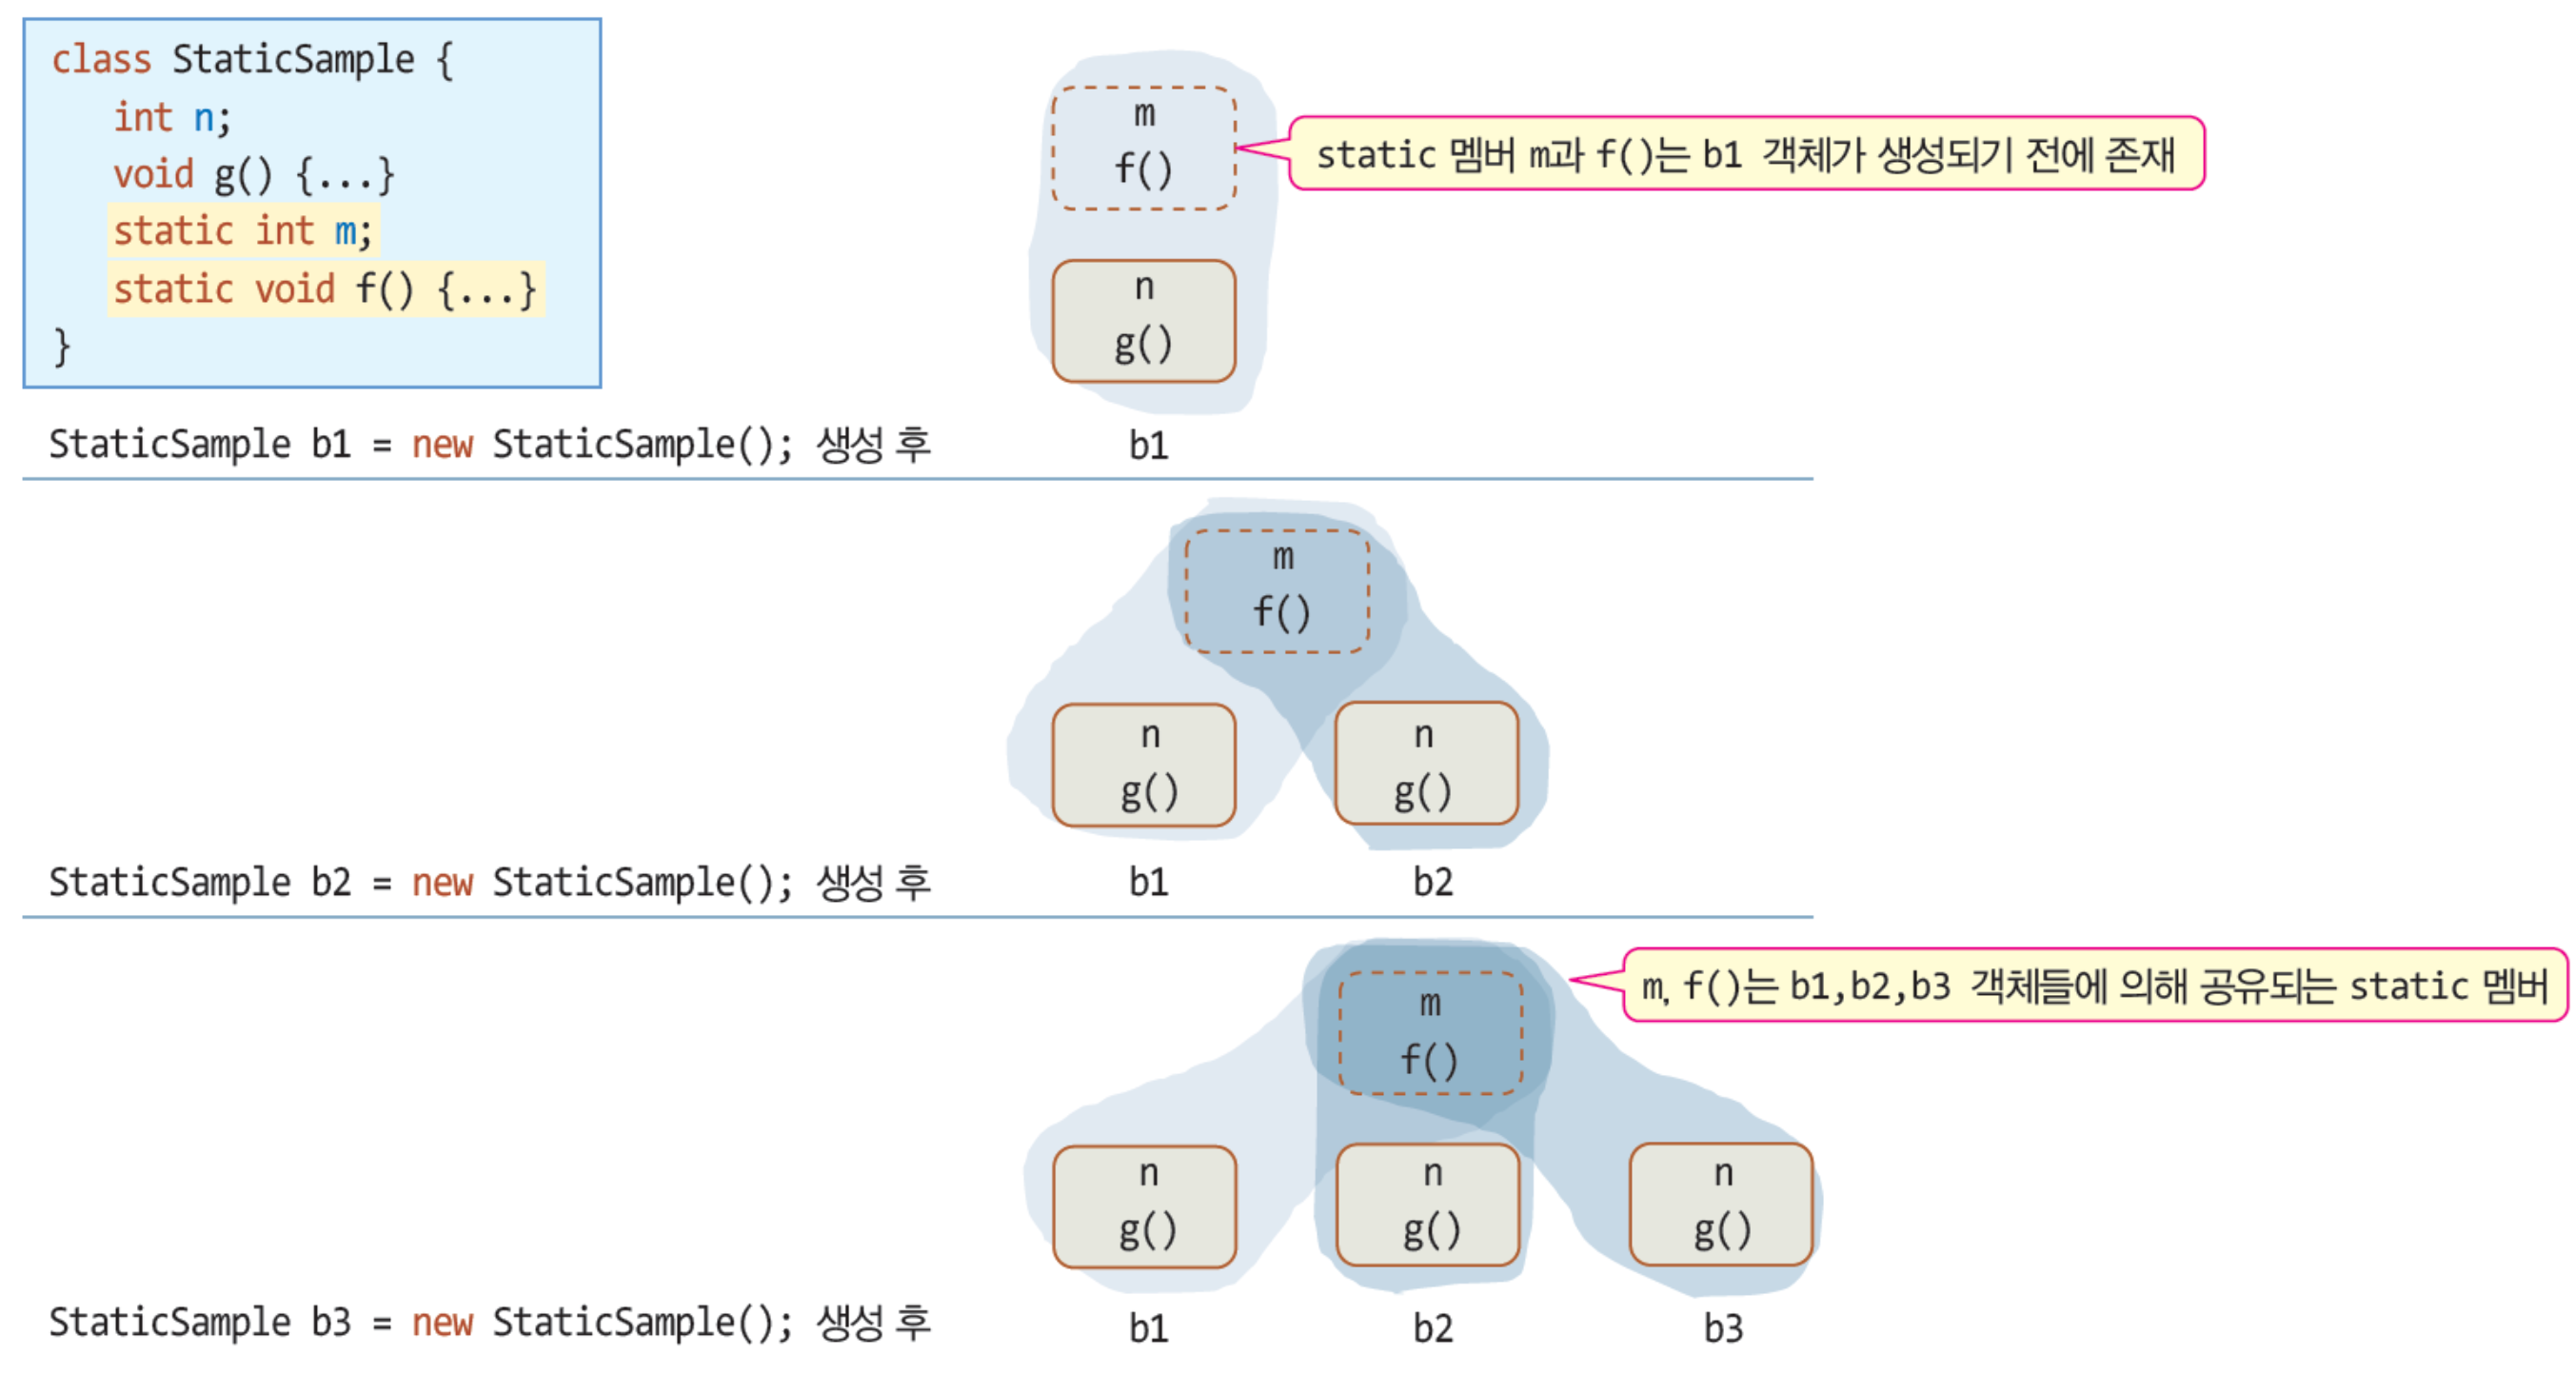 class StaticSample {
int n;
void g() {...}
static int m;
static void f() {...}
}
m
f()
static 멤버 m과 f()는 b1 객체가 생성되기 전에 존재
n
g()
StaticSample b1 = new StaticSample(); 생성 후
b1
m
f()
n
g()
n
g()
StaticSample b2 = new StaticSample(); 생성 후
b1
b2
m
f()
m, f()는 b1,b2,b3 객체들에 의해 공유되는 static 멤버
n
g()
n
g()
n
g()
StaticSample b3 = new StaticSample(); 생성 후
b1
b2
b3